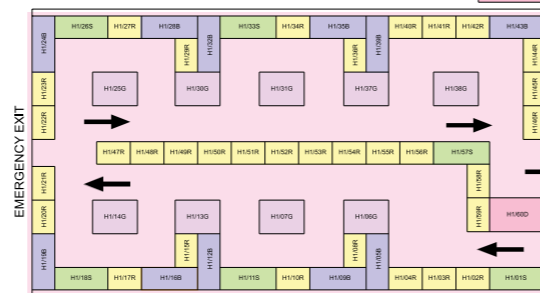 H1/26S H1/27R H1/28B H1/33S H1/34R H1/35B H1/40R H1/41R H1/42R H1/43B
H1/24B
H1/29R
H1/32B
H1/36R
H1/39B
H1/44R
H1/23R
H1/25G H1/30G H1/31G H1/37G H1/38G
H1/45R
H1/22R
H1/46R
EMERGENCY EXIT
H1/47R H1/48R H1/49R H1/50R H1/51R H1/52R H1/53R H1/54R H1/55R H1/56R H1/57S
H1/21R
H1/58R
H1/20R
H1/14G H1/13G H1/07G H1/06G
H1/59R
H1/60D
H1/19B
H1/15R
H1/12B
H1/08R
H1/05B
H1/18S H1/17R H1/16B H1/11S H1/10R H1/09B H1/04R H1/03R H1/02R H1/01S